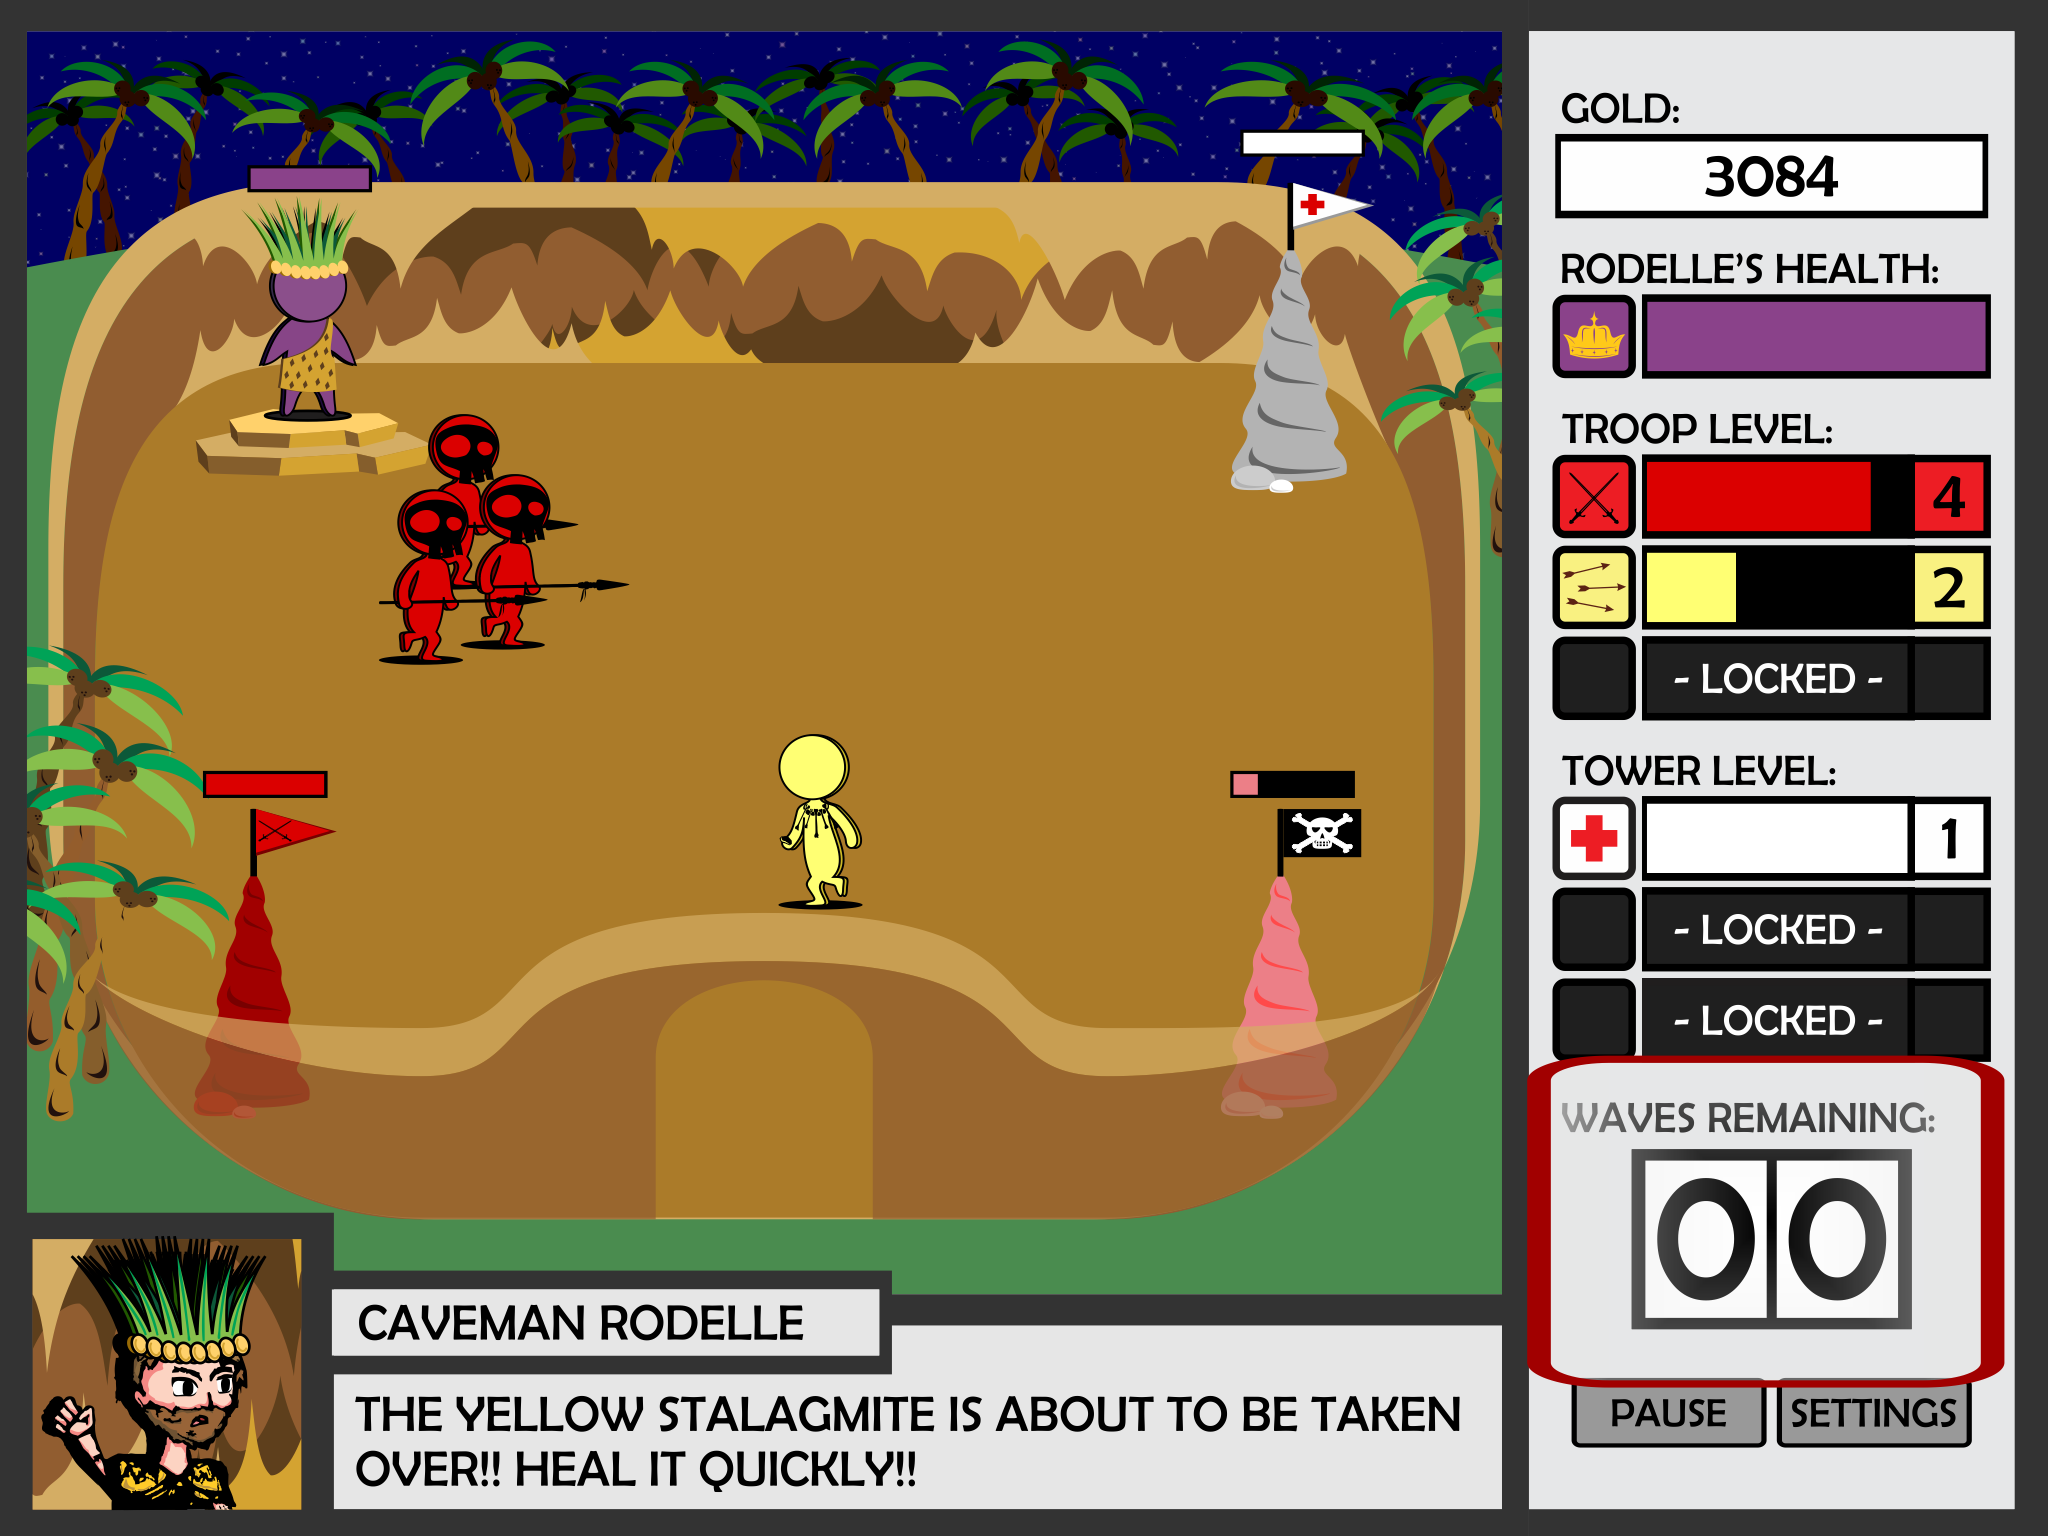 GOLD:
3084
RODELLE'S HEALTH:
TROOP LEVEL:
4
2
- LOCKED -
TOWER LEVEL:
1
- LOCKED -
- LOCKED -
WAVES REMAINING:
00
PAUSE SETTINGS
CAVEMAN RODELLE
THE YELLOW STALAGMITE IS ABOUT TO BE TAKEN
OVER!! HEAL IT QUICKLY!!